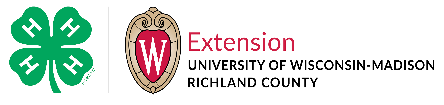 H H
H H
W
Extension
UNIVERSITY OF WISCONSIN-MADISON
RICHLAND COUNTY